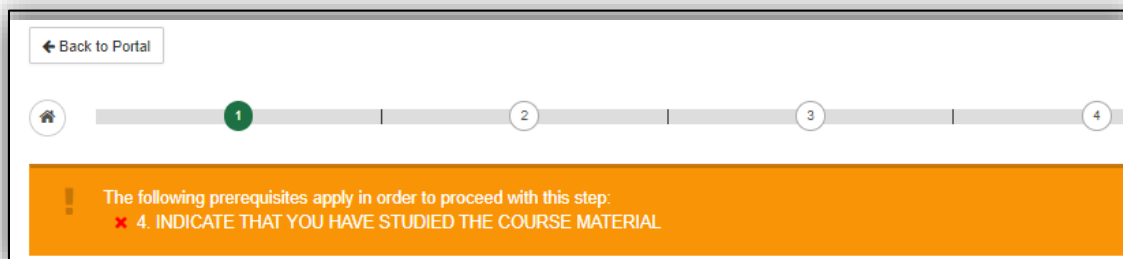 Back to Portal
1 2 3 4
The following prerequisites apply in order to proceed with this step:
4. INDICATE THAT YOU HAVE STUDIED THE COURSE MATERIAL